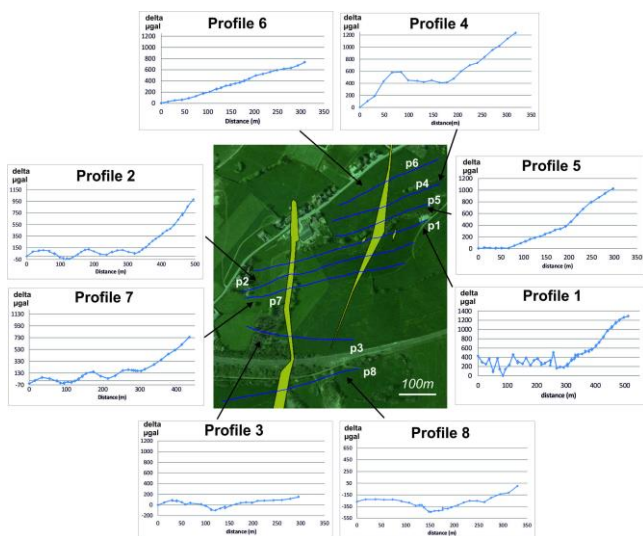 Profile 6
delta
µgal
1200
1000
800
600
400
200
0
0 50 100 150 200 250 300 350
Distance (m)
Profile 4
delta
µgal
1200
1000
800
600
400
200
0
0 50 100 150 200 250 300 350
distance(m)
Profile 2
delta
µgal
1150
950
750
550
350
150
-50
0 100 200 300 400 500
Distance (m)
Profile 5
delta
µgal
1200
1000
800
600
400
200
0
0 50 100 150 200 250 300 350
distance (m)
Profile 7
delta
µgal
1130
930
730
530
330
130
-70
0 100 200 300 400 500
distance (m)
Profile 1
delta
µgal
1400
1200
1000
800
600
400
200
0
0 100 200 300 400 500
distance (m)
p6
p4
p5
p1
p2
p7
p3
p8
100m
Profile 3
delta
µgal
1200
1000
800
600
400
200
0
-200
0 50 100 150 200 250 300 350
distance (m)
Profile 8
delta
µgal
650
450
250
50
-150
-350
-550
0 50 100 150 200 250 300 350
distance (m)